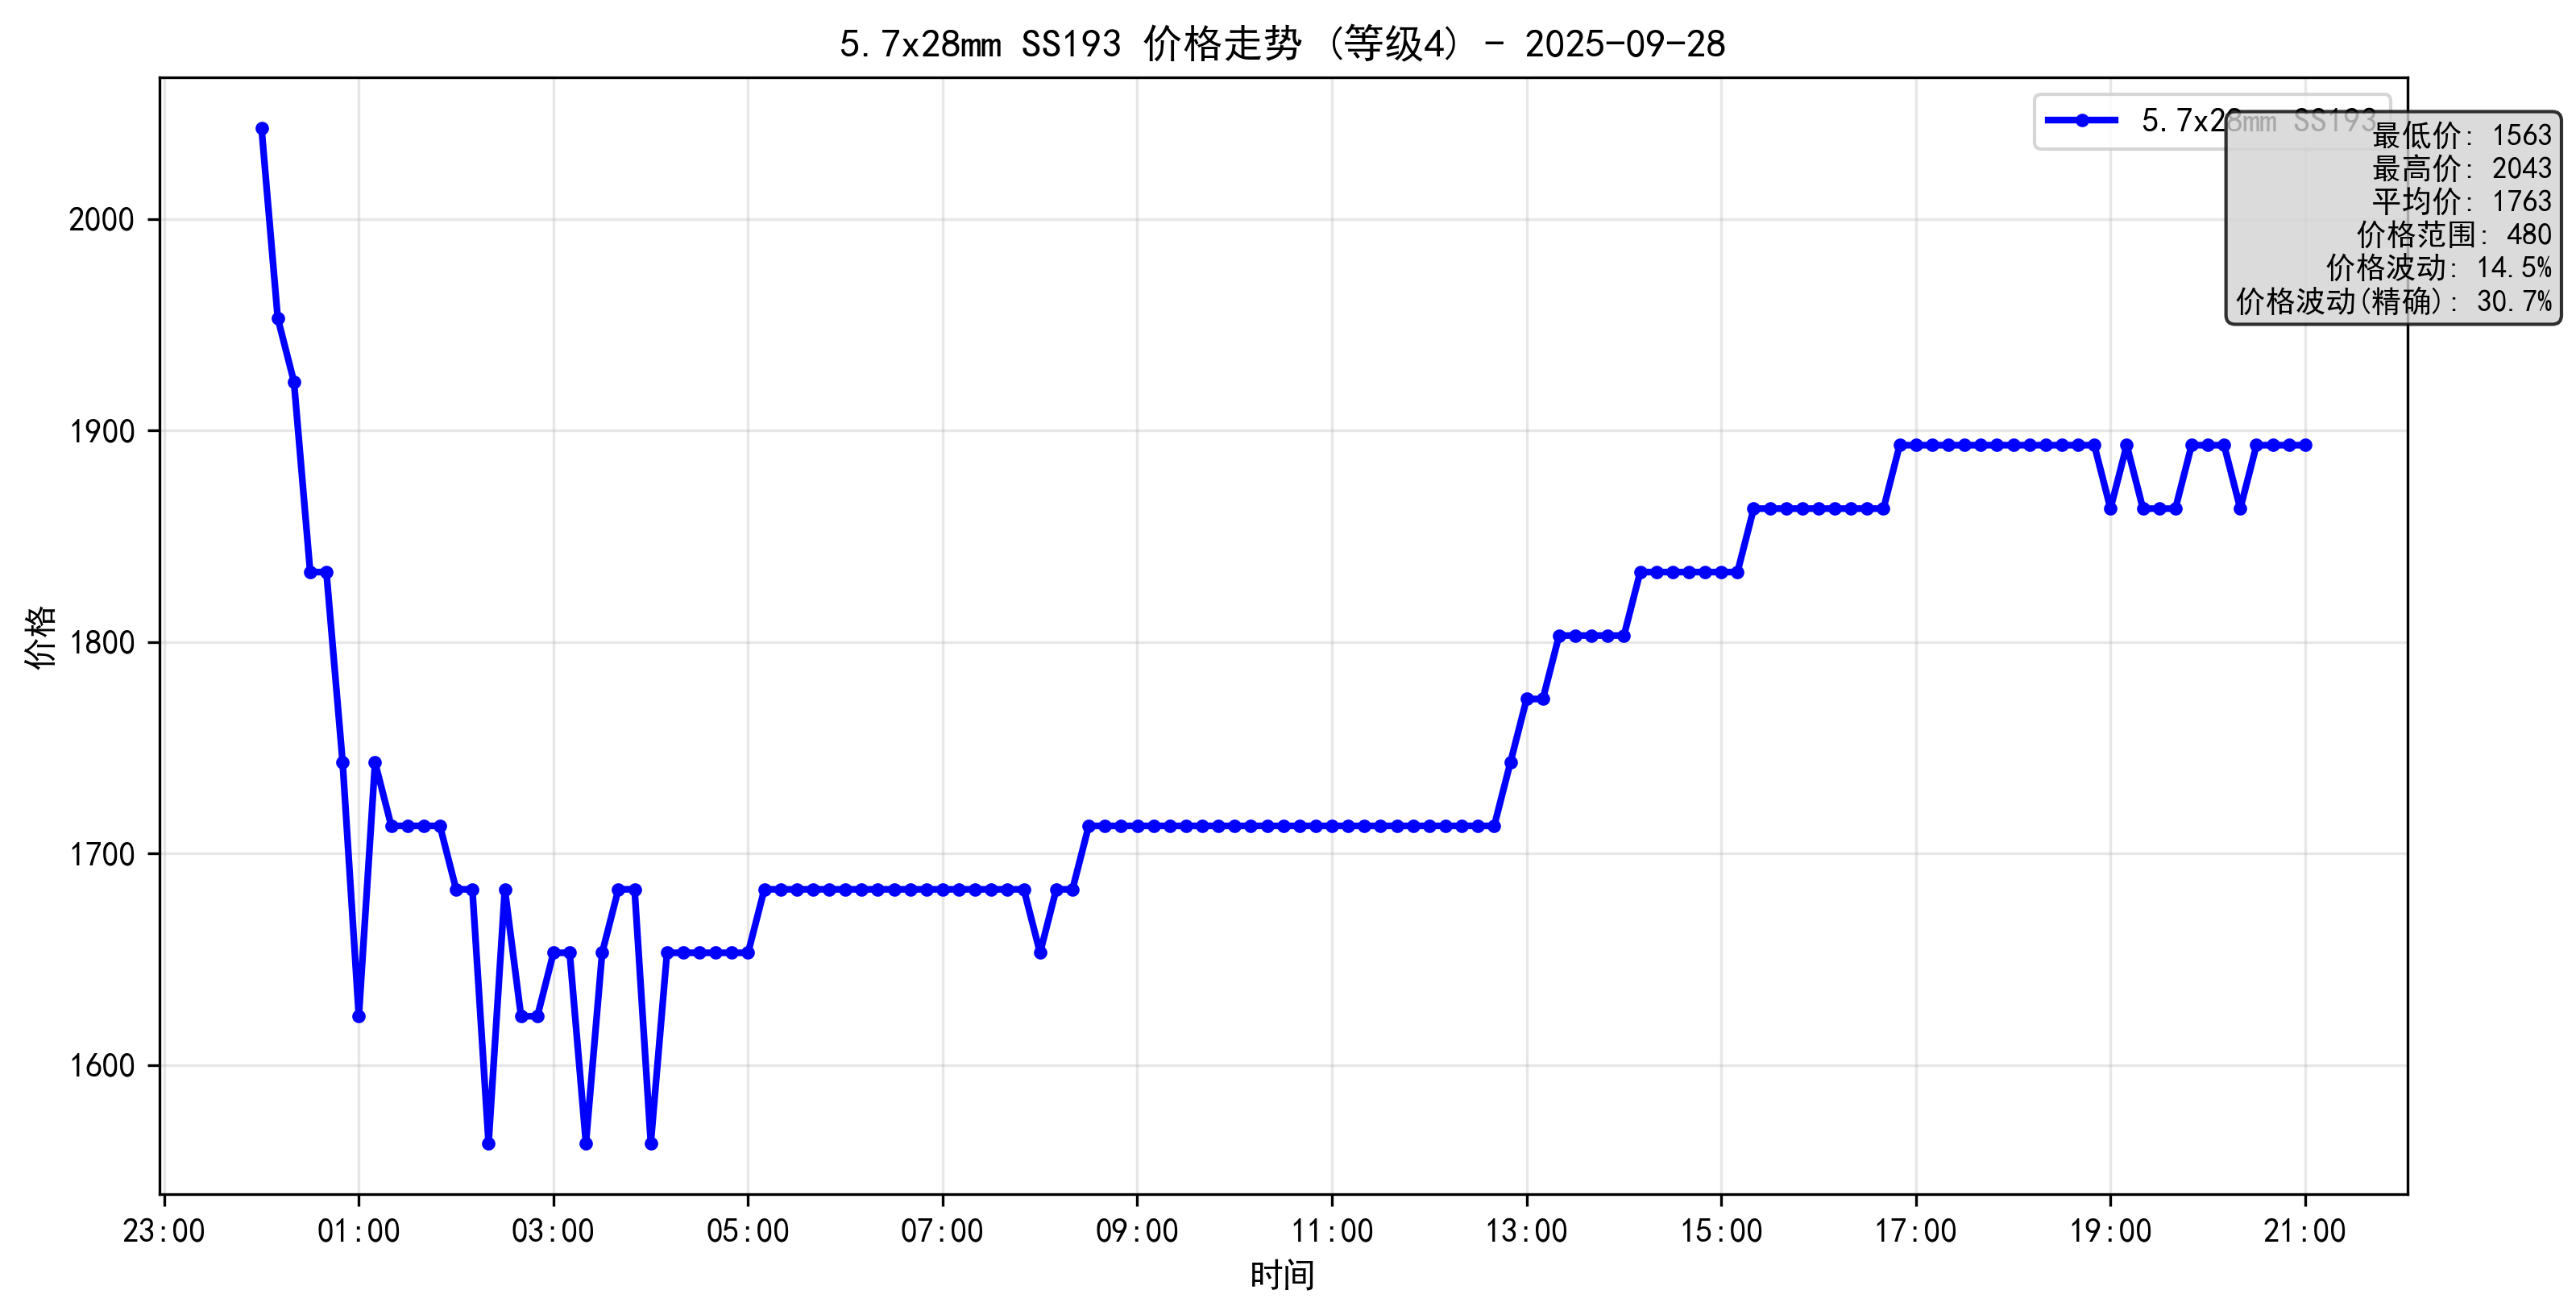 5.7x28mm SS193 价格走势 (等级4) - 2025-09-28
5.7x28mm SS193
最低价: 1563
最高价: 2043
平均价: 1763
价格范围: 480
价格波动: 14.5%
价格波动(精确): 30.7%
价格
2000
1900
1800
1700
1600
23:00 01:00 03:00 05:00 07:00 09:00 11:00 13:00 15:00 17:00 19:00 21:00
时间